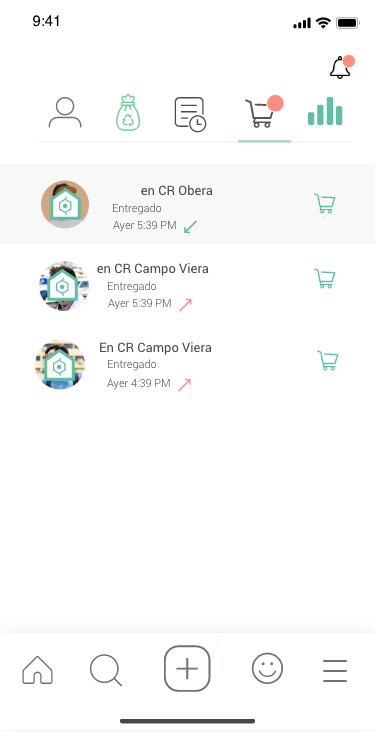 9:41
en CR Obera
Entregado
Ayer 5:39 PM
en CR Campo Viera
Entregado
Ayer 5:39 PM
En CR Campo Viera
Entregado
Ayer 4:39 PM